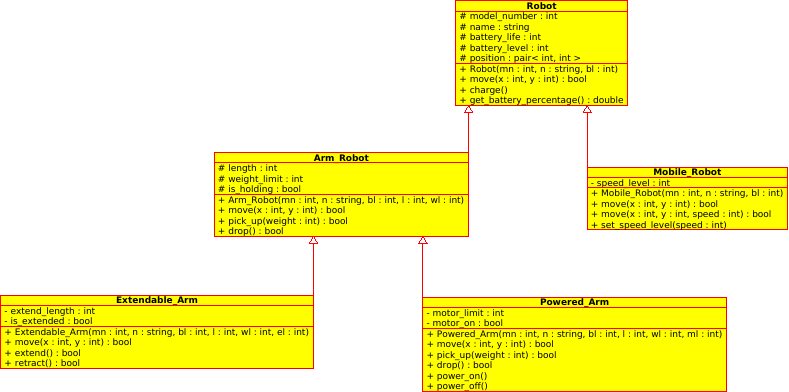 Robot
# model_number : int
# name : string
# battery_life : int
# battery_level : int
# position : pair< int, int >
+ Robot(mn : int, n : string, bl : int)
+ move(x : int, y : int) : bool
+ charge()
+ get_battery_percentage() : double
Arm_Robot
# length : int
# weight_limit : int
# is_holding : bool
+ Arm_Robot(mn : int, n : string, bl : int, l : int, wl : int)
+ move(x : int, y : int) : bool
+ pick_up(weight : int) : bool
+ drop() : bool
Mobile_Robot
- speed_level : int
+ Mobile_Robot(mn : int, n : string, bl : int)
+ move(x : int, y : int) : bool
+ move(x : int, y : int, speed : int) : bool
+ set_speed_level(speed : int)
Extendable_Arm
- extend_length : int
- is_extended : bool
+ Extendable_Arm(mn : int, n : string, bl : int, l : int, wl : int, el : int)
+ move(x : int, y : int) : bool
+ extend() : bool
+ retract() : bool
Powered_Arm
- motor_limit : int
- motor_on : bool
+ Powered_Arm(mn : int, n : string, bl : int, l : int, wl : int, ml : int)
+ move(x : int, y : int) : bool
+ pick_up(weight : int) : bool
+ drop() : bool
+ power_on()
+ power_off()